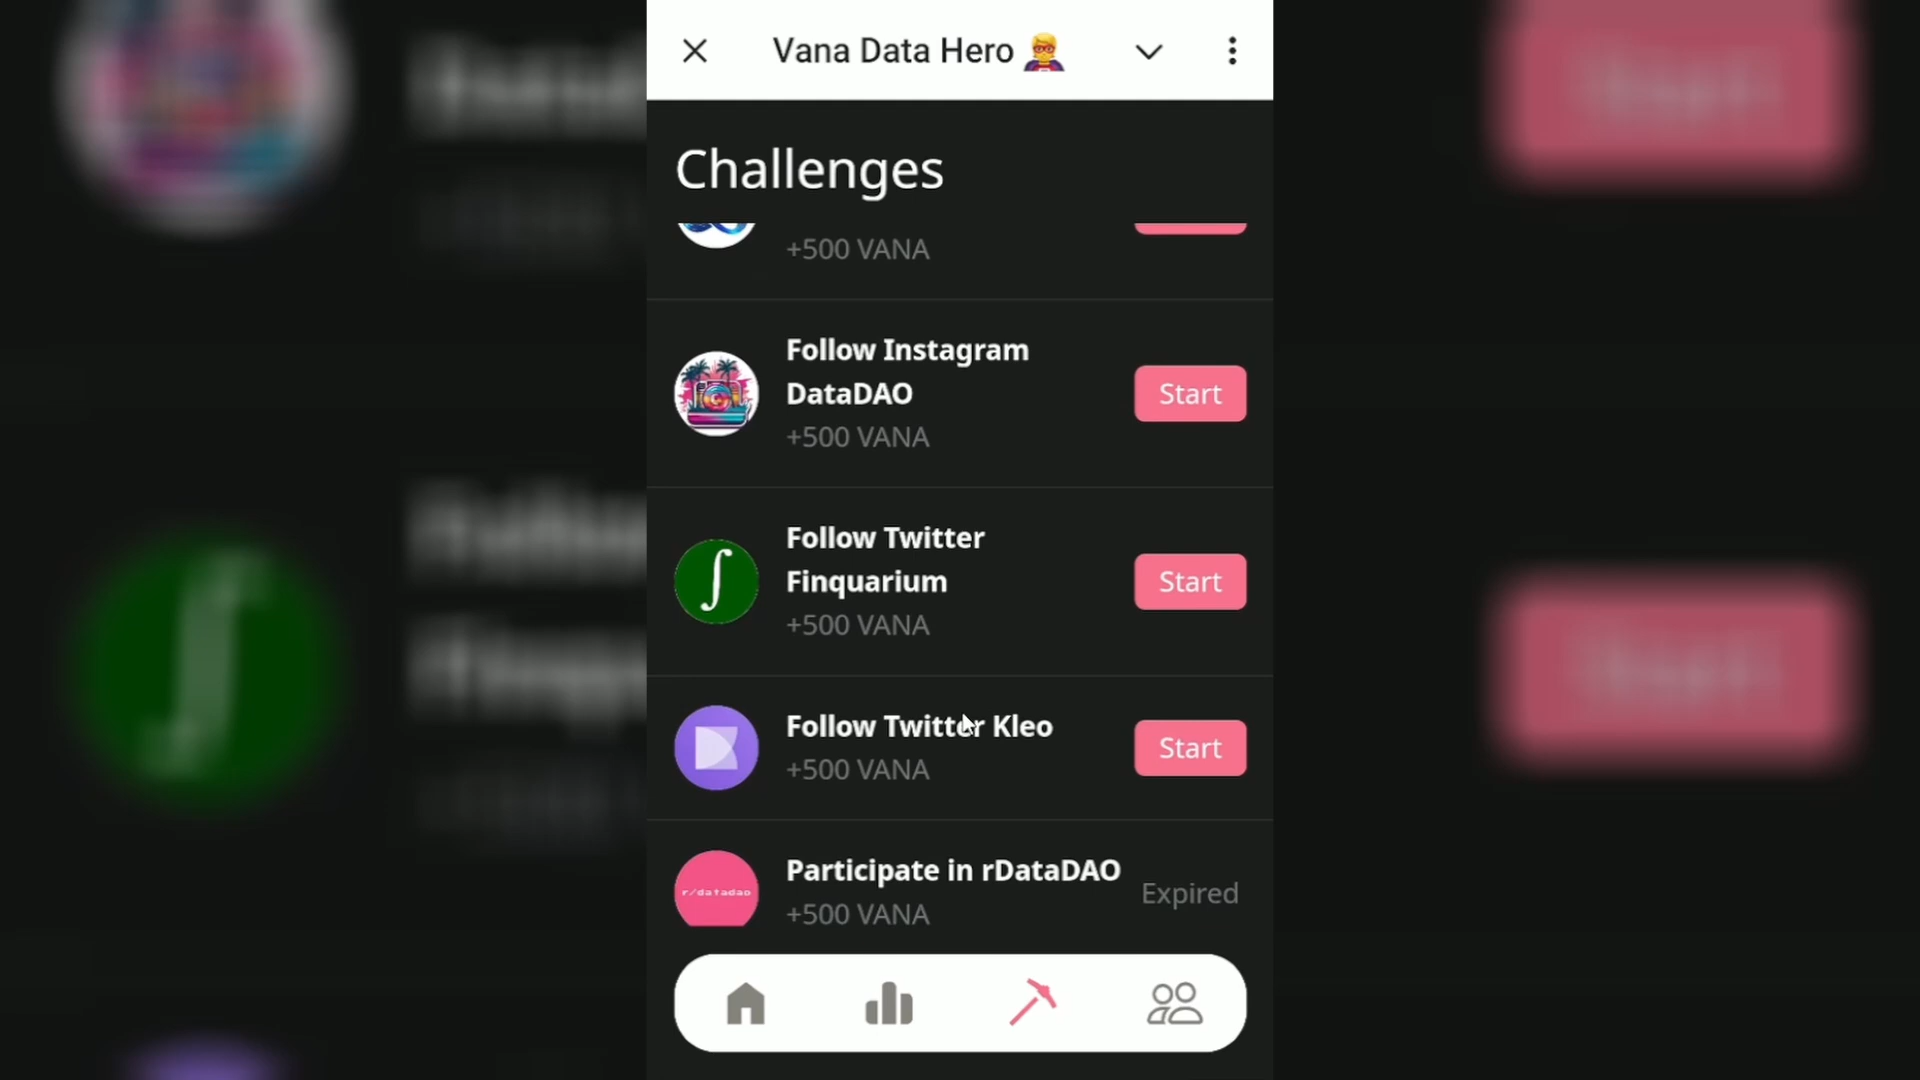 Vana Data Hero
Challenges
+500 VANA
Follow Instagram
DataDAO
+500 VANA
Start
Follow Twitter
Finquarium
+500 VANA
Start
Follow Twitter Kleo
+500 VANA
Start
r/datadao
Participate in rDataDAO
+500 VANA
Expired